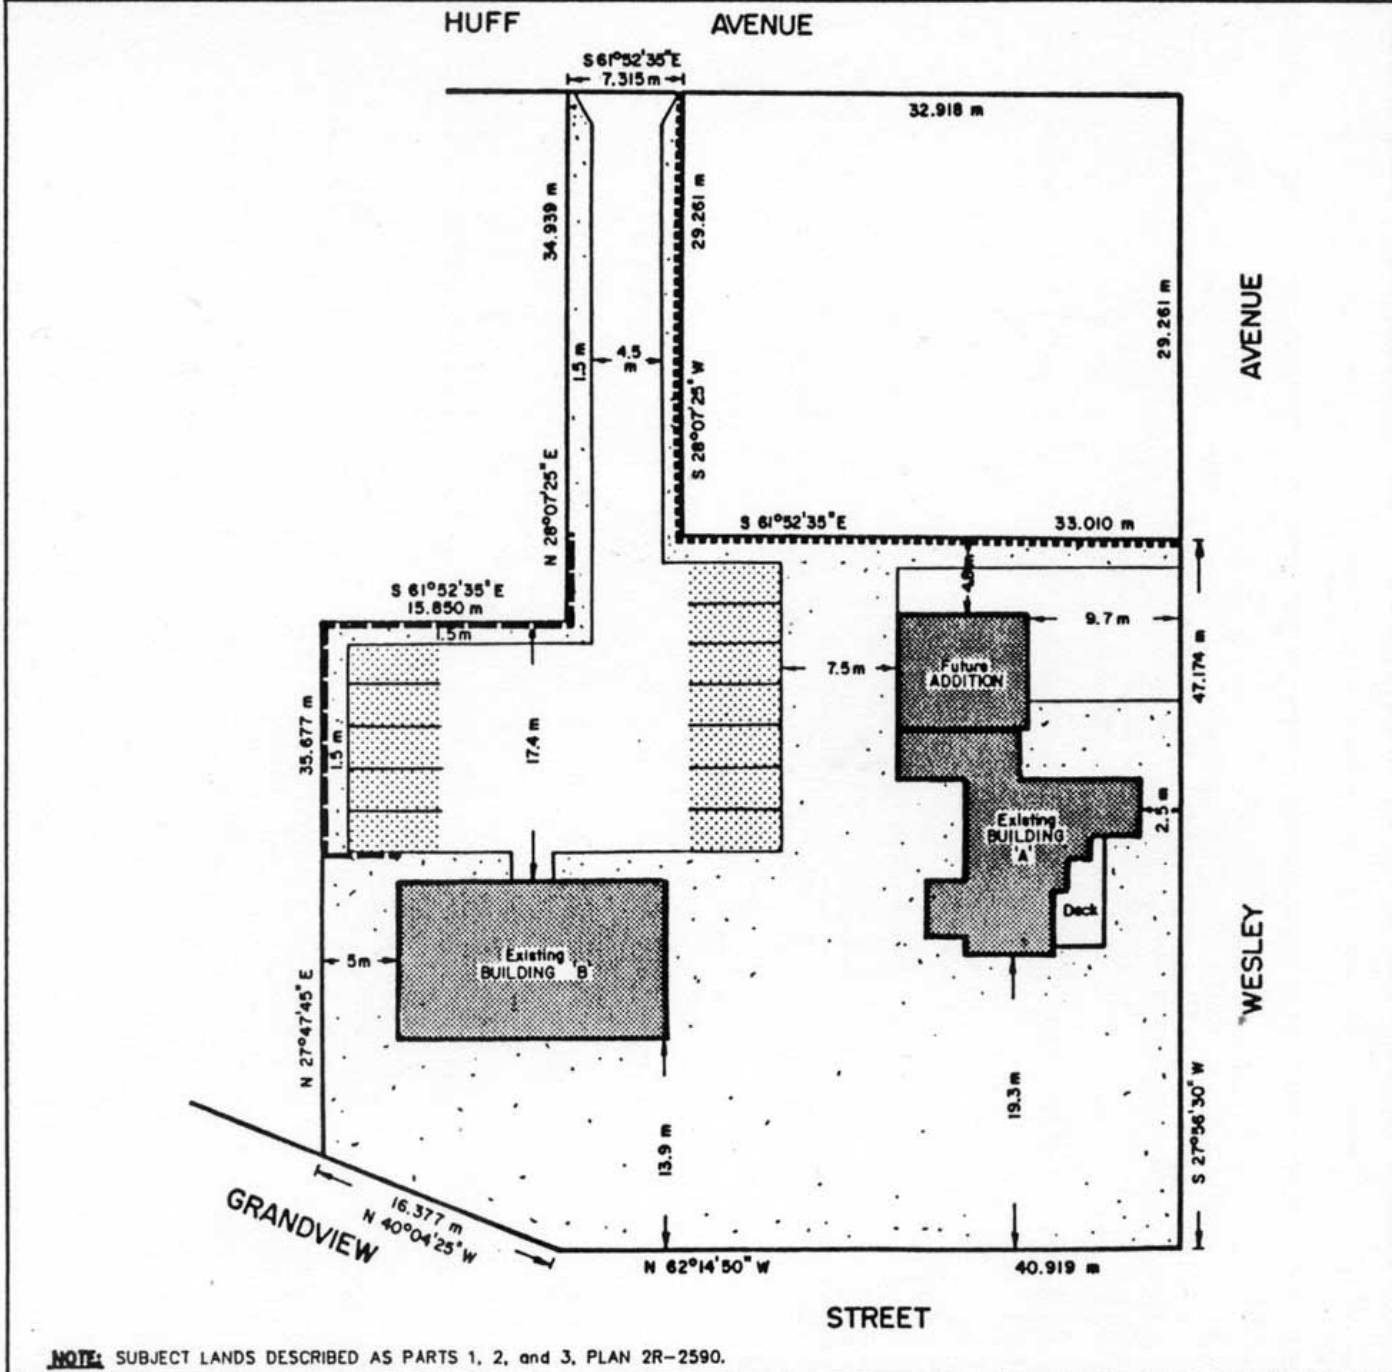 HUFF AVENUE
S 61°52'35" E
7.315 m
32.918 m
34.939 m
29.261 m
29.261 m
AVENUE
1.5 m
4.5
m
S 28°07'25" W
N 28°07'25" E
S 61°52'35" E
33.010 m
S 61°52'35" E
15.850 m
1.5 m
4.8m
9.7 m
47.174 m
7.5 m
Future
ADDITION
35.677 m
1.5 m
17.4 m
2.5 m
Existing
BUILDING
'A'
Deck
WESLEY
5m
Existing
BUILDING 'B'
N 27°47'45" E
19.3 m
S 27°56'30" W
13.9 m
16.377 m
N 40°04'25" W
GRANDVIEW
N 62°14'50" W
40.919 m
STREET
NOTE: SUBJECT LANDS DESCRIBED AS PARTS 1, 2, and 3, PLAN 2R-2590.